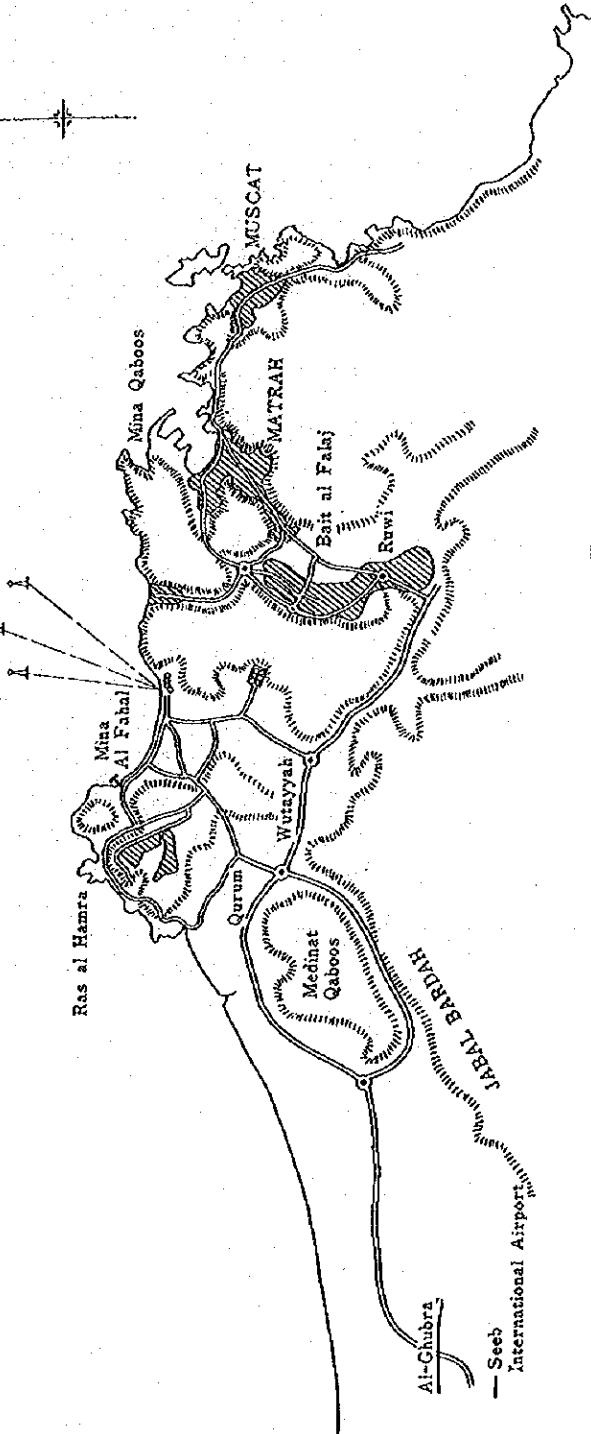 Ras al Hamra
Mina
Al Fahal
Mina Qaboos
MUSCAT
MATRAH
Bait al Falaj
Ruwi
Wutayyah
Qurum
Medinat
Qaboos
JABAL BARDAH
Al-Ghubra
— Seeb
International Airport